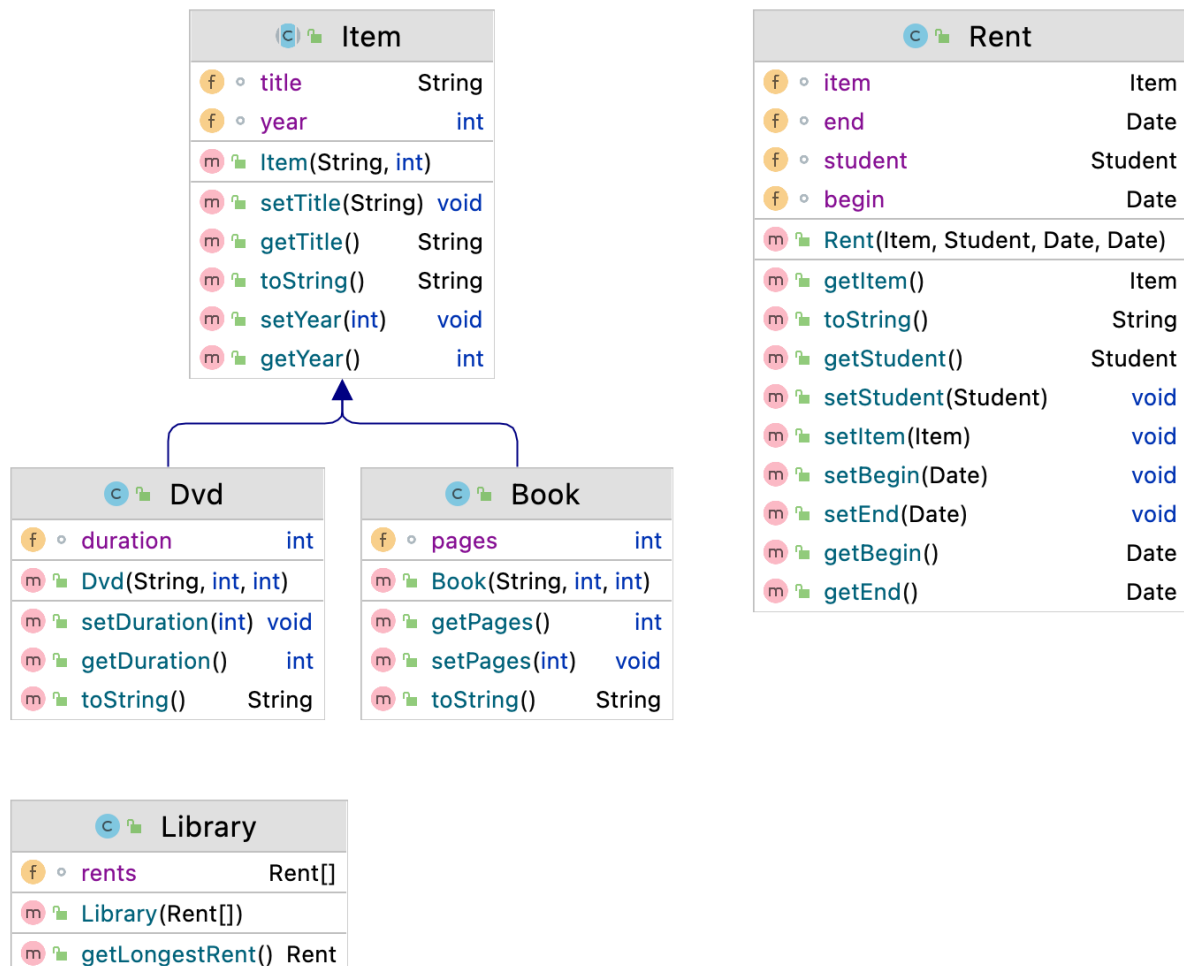 Item
title String
year int
Item(String, int)
setTitle(String) void
getTitle() String
toString() String
setYear(int) void
getYear() int
Rent
item Item
end Date
student Student
begin Date
Rent(Item, Student, Date, Date)
getItem() Item
toString() String
getStudent() Student
setStudent(Student) void
setItem(Item) void
setBegin(Date) void
setEnd(Date) void
getBegin() Date
getEnd() Date
Dvd
duration int
Dvd(String, int, int)
setDuration(int) void
getDuration() int
toString() String
Book
pages int
Book(String, int, int)
getPages() int
setPages(int) void
toString() String
Library
rents Rent[]
Library(Rent[])
getLongestRent() Rent